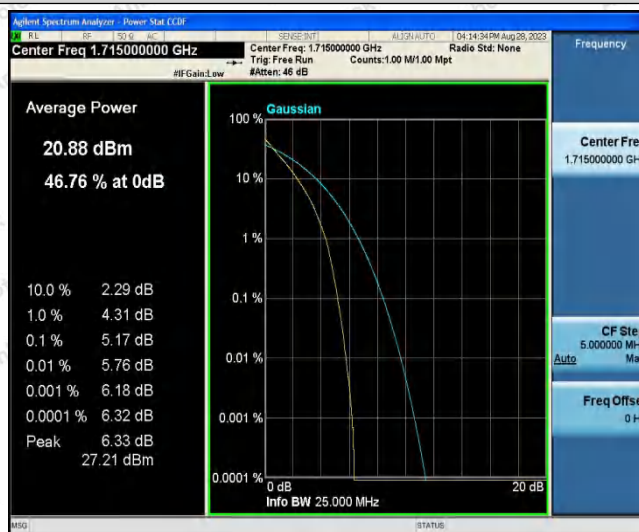 Agilent Spectrum Analyzer - Power Stat CCDF
RL RF 50 Ω AC SENSE:INT ALIGN AUTO 04:14:34 PM Aug 28, 2023
Center Freq 1.715000000 GHz
Center Freq: 1.715000000 GHz Radio Std: None
Trig: Free Run Counts:1.00 M/1.00 Mpt
#IFGain:Low #Atten: 46 dB
Frequency
Average Power
20.88 dBm
46.76 % at 0dB
10.0 % 2.29 dB
1.0 % 4.31 dB
0.1 % 5.17 dB
0.01 % 5.76 dB
0.001 % 6.18 dB
0.0001 % 6.32 dB
Peak 6.33 dB
27.21 dBm
Gaussian
100 %
10 %
1 %
0.1 %
0.01 %
0.001 %
0.0001 %
0 dB 20 dB
Info BW 25.000 MHz
Center Fre
1.715000000 GH
CF Ste
5.000000 MH
Auto Ma
Freq Offse
0 H
MSG STATUS